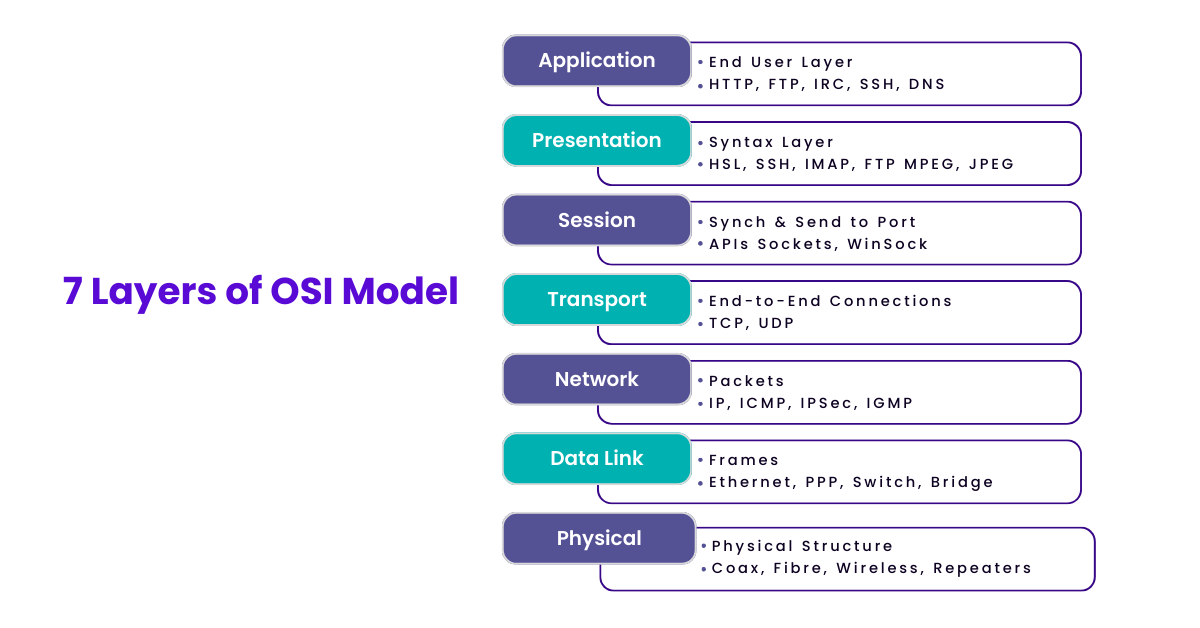 7 Layers of OSI Model
Application
• End User Layer
• HTTP, FTP, IRC, SSH, DNS
Presentation
• Syntax Layer
• HSL, SSH, IMAP, FTP MPEG, JPEG
Session
• Synch & Send to Port
• APIs Sockets, WinSock
Transport
• End-to-End Connections
• TCP, UDP
Network
• Packets
• IP, ICMP, IPSec, IGMP
Data Link
• Frames
• Ethernet, PPP, Switch, Bridge
Physical
• Physical Structure
• Coax, Fibre, Wireless, Repeaters